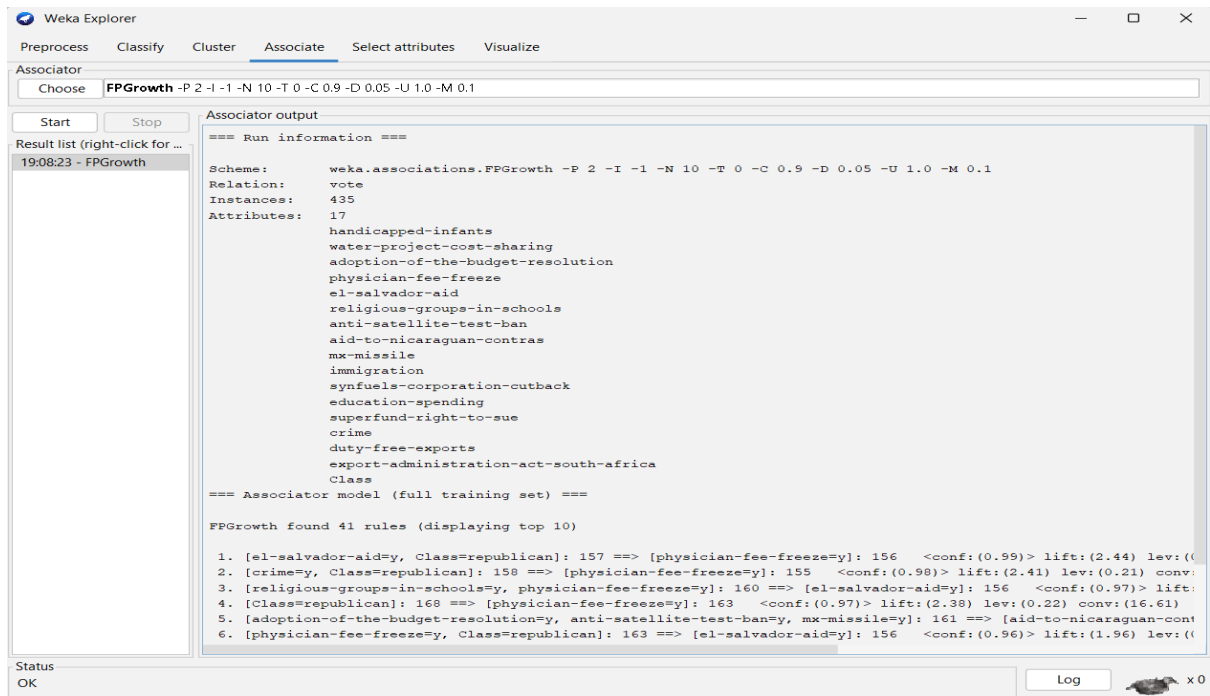 Weka Explorer
Preprocess Classify Cluster Associate Select attributes Visualize
Associator
Choose FPGrowth -P 2 -I -1 -N 10 -T 0 -C 0.9 -D 0.05 -U 1.0 -M 0.1
Start Stop
Result list (right-click for ...
19:08:23 - FPGrowth
Associator output
=== Run information ===
Scheme: weka.associations.FPGrowth -P 2 -I -1 -N 10 -T 0 -C 0.9 -D 0.05 -U 1.0 -M 0.1
Relation: vote
Instances: 435
Attributes: 17
handicapped-infants
water-project-cost-sharing
adoption-of-the-budget-resolution
physician-fee-freeze
el-salvador-aid
religious-groups-in-schools
anti-satellite-test-ban
aid-to-nicaraguan-contras
mx-missile
immigration
synfuels-corporation-cutback
education-spending
superfund-right-to-sue
crime
duty-free-exports
export-administration-act-south-africa
Class
=== Associator model (full training set) ===
FPGrowth found 41 rules (displaying top 10)
1. [el-salvador-aid=y, Class=republican]: 157 ==> [physician-fee-freeze=y]: 156 <conf:(0.99)> lift:(2.44) lev:(0
2. [crime=y, Class=republican]: 158 ==> [physician-fee-freeze=y]: 155 <conf:(0.98)> lift:(2.41) lev:(0.21) conv:
3. [religious-groups-in-schools=y, physician-fee-freeze=y]: 160 ==> [el-salvador-aid=y]: 156 <conf:(0.97)> lift:
4. [Class=republican]: 168 ==> [physician-fee-freeze=y]: 163 <conf:(0.97)> lift:(2.38) lev:(0.22) conv:(16.61)
5. [adoption-of-the-budget-resolution=y, anti-satellite-test-ban=y, mx-missile=y]: 161 ==> [aid-to-nicaraguan-cont
6. [physician-fee-freeze=y, Class=republican]: 163 ==> [el-salvador-aid=y]: 156 <conf:(0.96)> lift:(1.96) lev:(0
Status
OK
Log
x 0